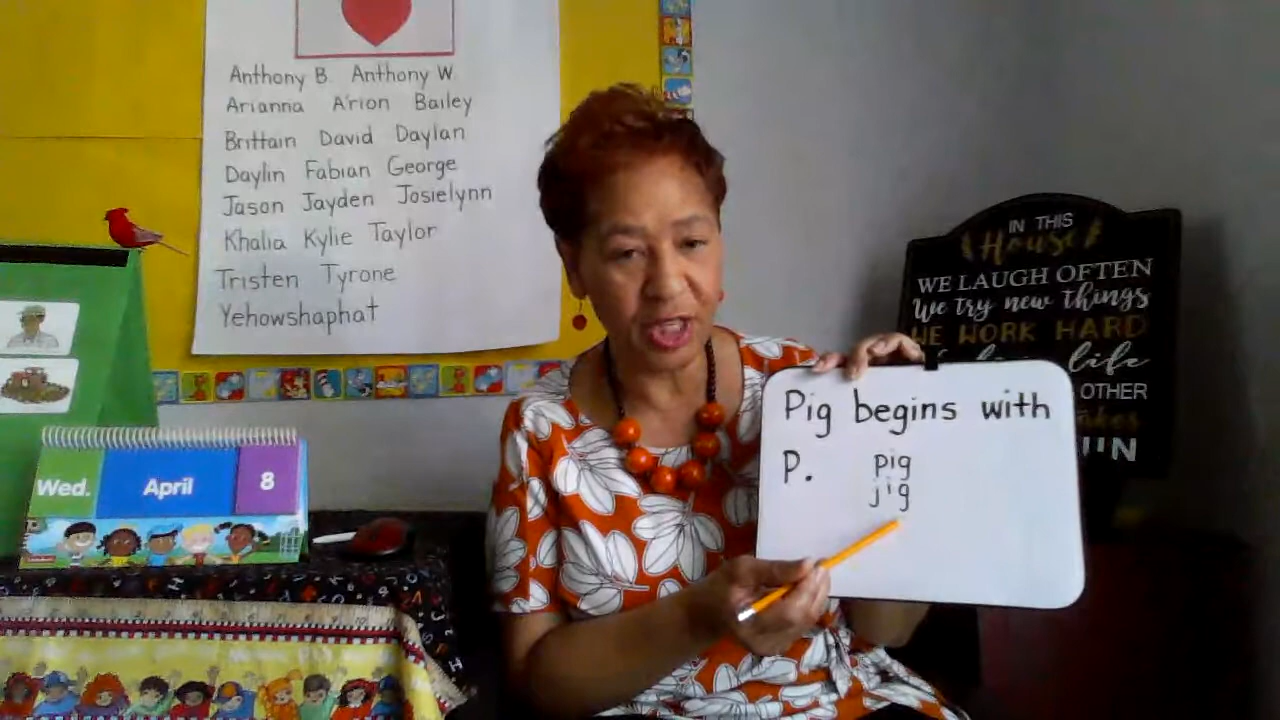 Anthony B. Anthony W.
Arianna A'rion Bailey
Brittain David Daylan
Daylin Fabian George
Jason Jayden Josielynn
Khalia Kylie Taylor
Tristen Tyrone
Yehowshaphat
Wed. April 8
IN THIS
House
WE LAUGH OFTEN
We try new things
WE WORK HARD
life
OTHER
Pig begins with
P. pig
jig